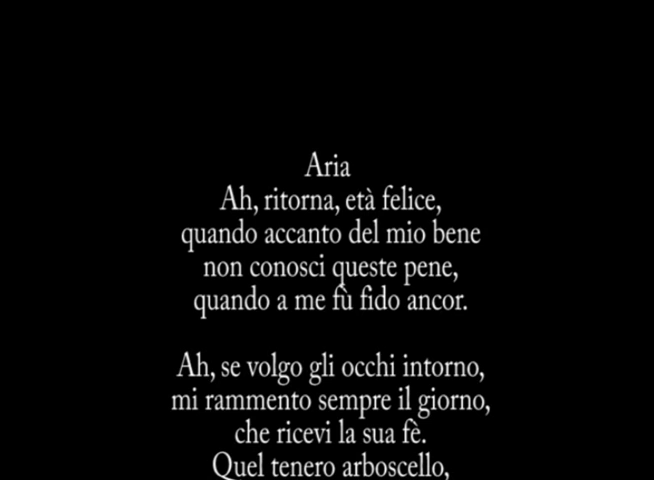 Aria
Ah, ritorna, età felice,
quando accanto del mio bene
non conosci queste pene,
quando a me fù fido ancor.
Ah, se volgo gli occhi intorno,
mi rammento sempre il giorno,
che ricevi la sua fè.
Quel tenero arboscello,